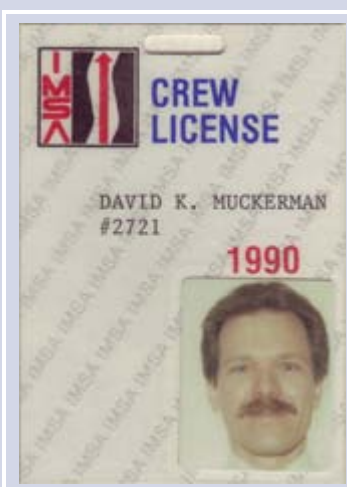 IMSA
CREW
LICENSE
DAVID K. MUCKERMAN
#2721
1990